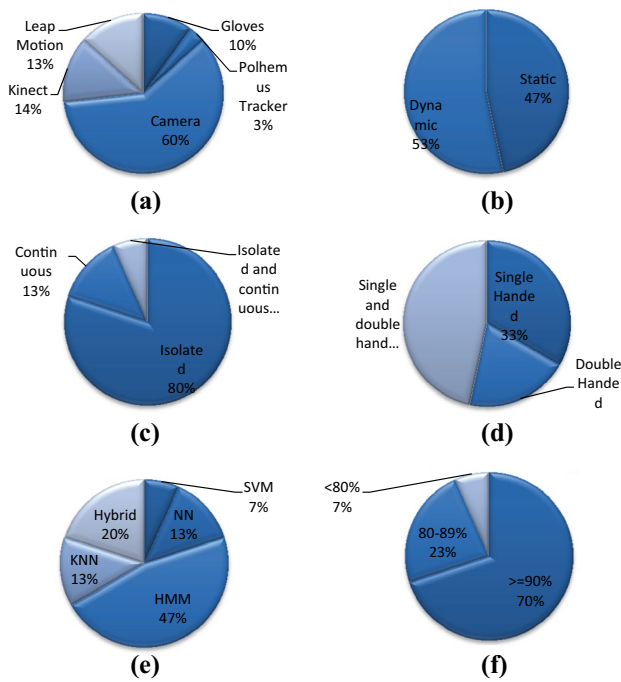 Leap
Motion
13%
Gloves
10%
Polhem
us
Tracker
3%
Kinect
14%
Camera
60%
(a)
Static
47%
Dyna
mic
53%
(b)
Contin
uous
13%
Isolate
d and
contin
uous...
Isolate
d
80%
(c)
Single
and
double
hand...
Single
Hande
d
33%
Double
Hande
d
(d)
SVM
7%
Hybrid
20%
NN
13%
KNN
13%
HMM
47%
(e)
<80%
7%
80-89%
23%
>=90%
70%
(f)